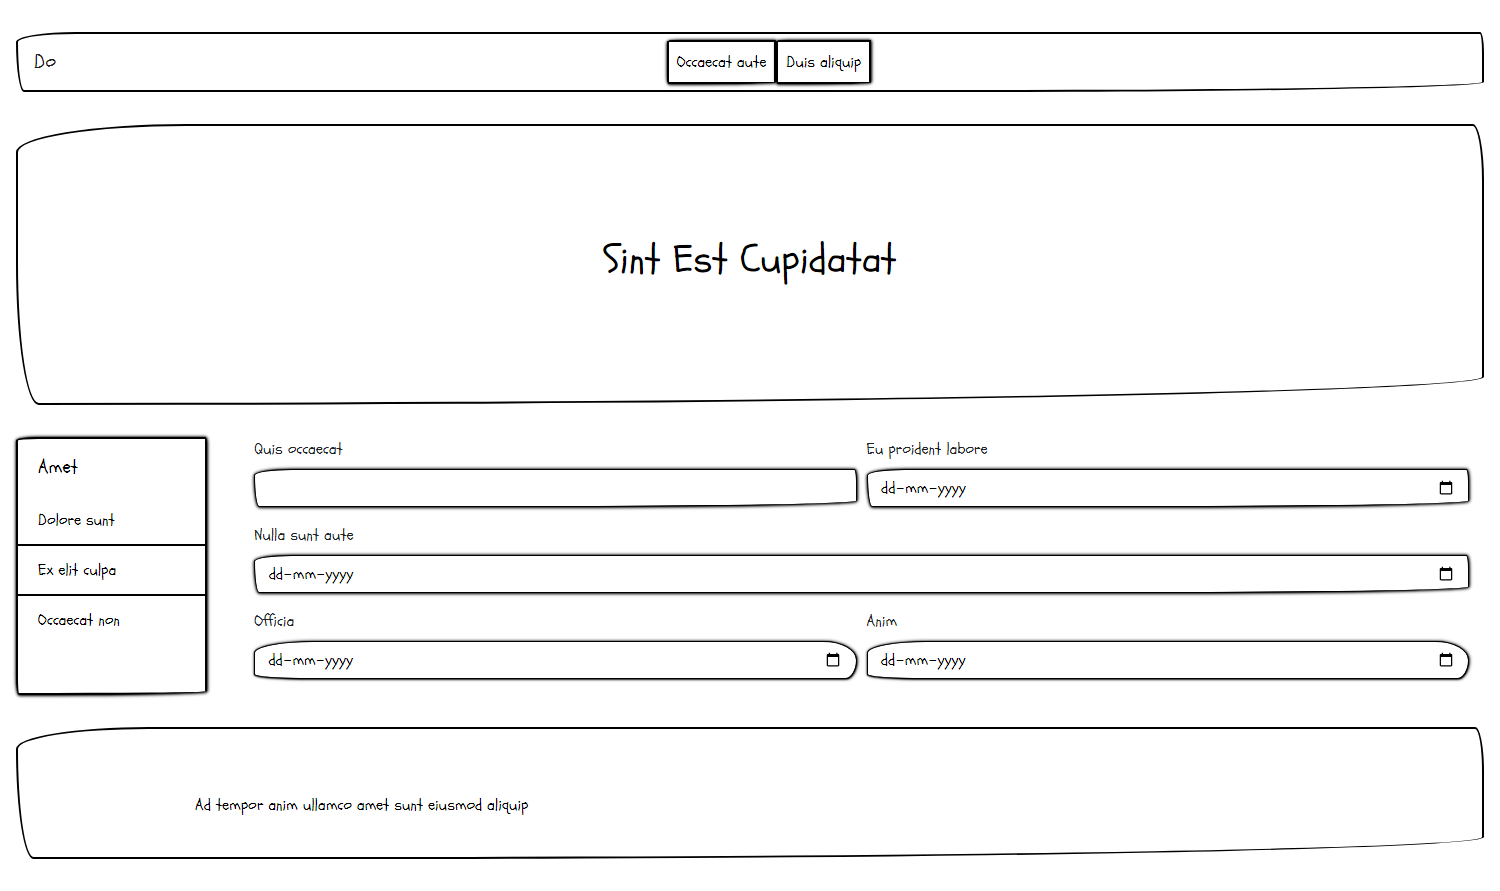 Do
Occaecat aute
Duis aliquip
Sint Est Cupidatat
Amet
Dolore sunt
Ex elit culpa
Occaecat non
Quis occaecat
Eu proident labore
dd-mm-yyyy
Nulla sunt aute
dd-mm-yyyy
Officia
Anim
dd-mm-yyyy
dd-mm-yyyy
Ad tempor anim ullamco amet sunt eiusmod aliquip